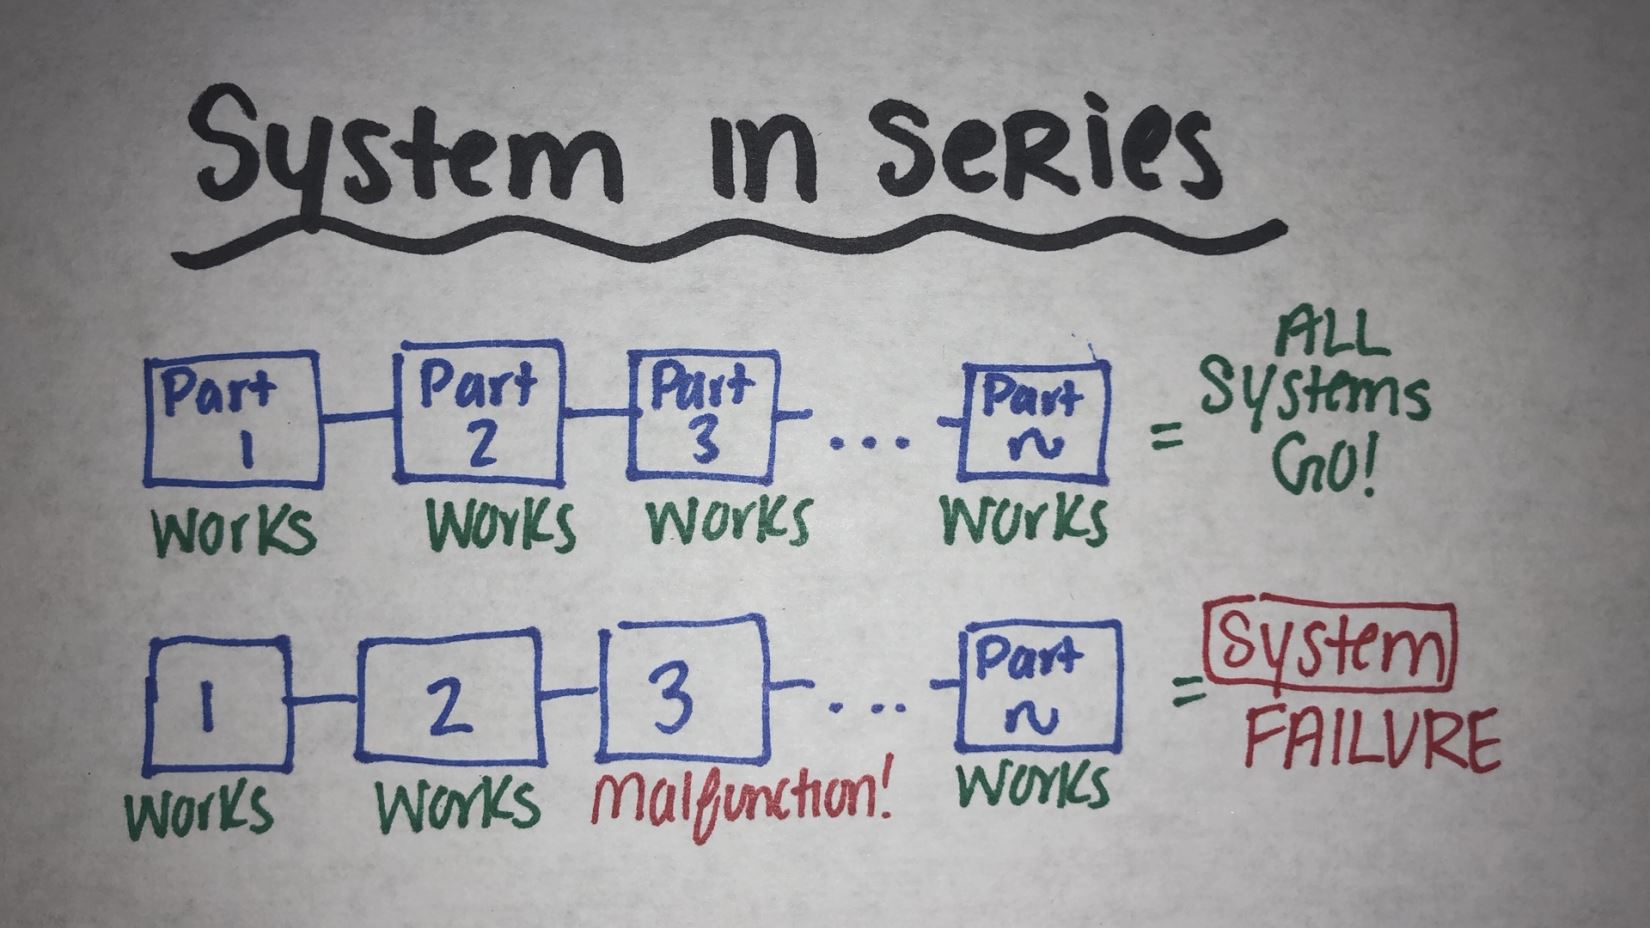 System in Series
Part 1
Part 2
Part 3
...
Part n
= ALL Systems GO!
Works
Works
Works
Works
1
2
3
...
Part n
= System FAILURE
Works
Works
Malfunction!
Works